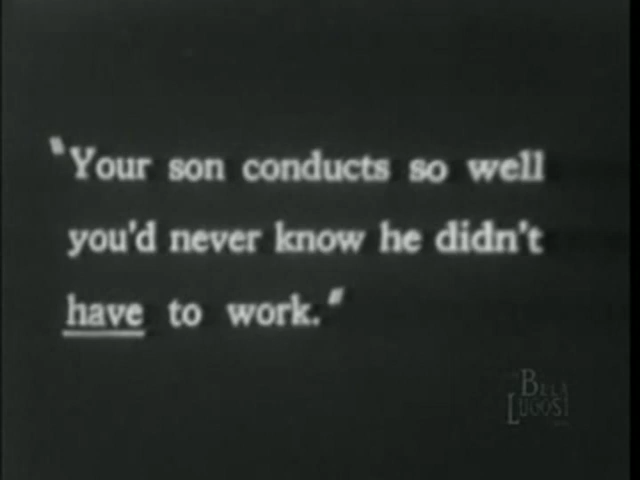 "Your son conducts so well
you'd never know he didn't
have to work."
BELA
LUGOSI